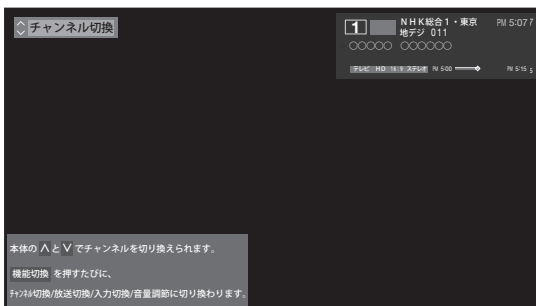 チャンネル切換
1 NHK総合1・東京 PM 5:07
地デジ 011
○○○○○ ○○○○○○
テレビ HD 16:9 ステレオ PM 5:00 PM 5:15
本体の ∧ と ∨ でチャンネルを切り換えられます。
機能切換 を押すたびに、
チャンネル切換/放送切換/入力切換/音量調節に切り換わります。